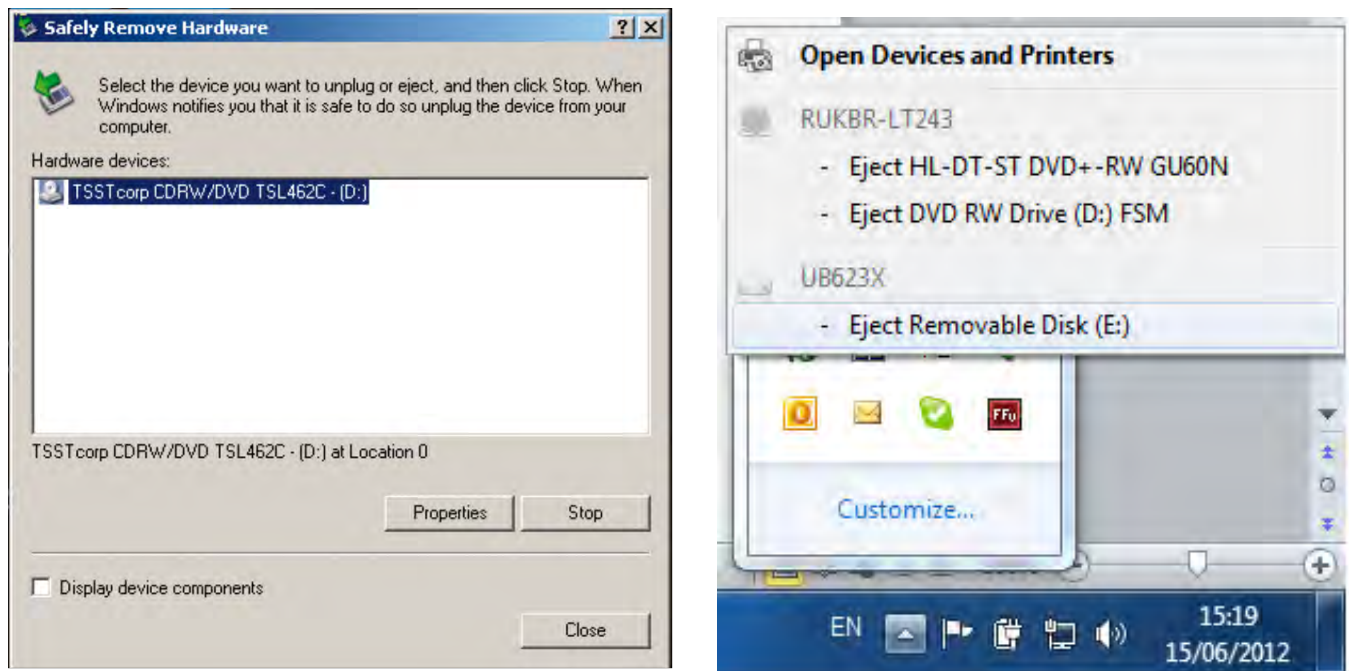 Safely Remove Hardware
Select the device you want to unplug or eject, and then click Stop. When
Windows notifies you that it is safe to do so unplug the device from your
computer.
Hardware devices:
TSSTcorp CDRW/DVD TSL462C - (D:)
TSSTcorp CDRW/DVD TSL462C - (D:) at Location 0
Properties
Stop
Display device components
Close
Open Devices and Printers
RUKBR-LT243
- Eject HL-DT-ST DVD+-RW GU60N
- Eject DVD RW Drive (D:) FSM
UB623X
- Eject Removable Disk (E:)
FFu
Customize...
EN
15:19
15/06/2012